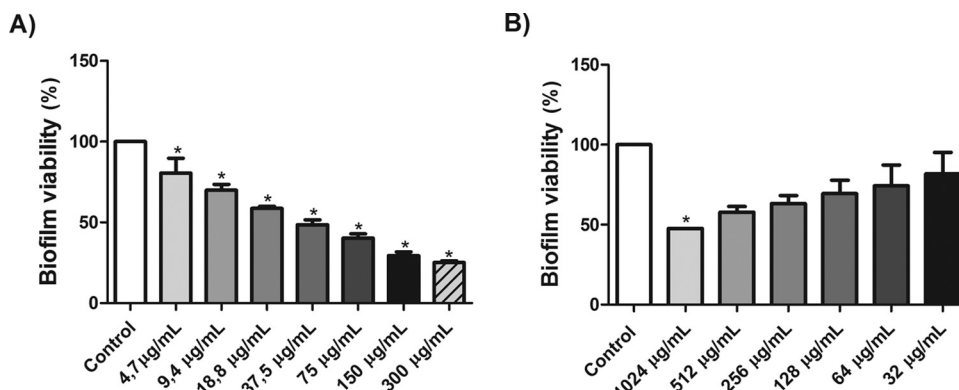 A)
Biofilm viability (%)
150
100
50
0
*
*
*
*
*
*
*
Control
4,7 µg/mL
9,4 µg/mL
18,8 µg/mL
37,5 µg/mL
75 µg/mL
150 µg/mL
300 µg/mL
B)
Biofilm viability (%)
150
100
50
0
*
Control
1024 µg/mL
512 µg/mL
256 µg/mL
128 µg/mL
64 µg/mL
32 µg/mL